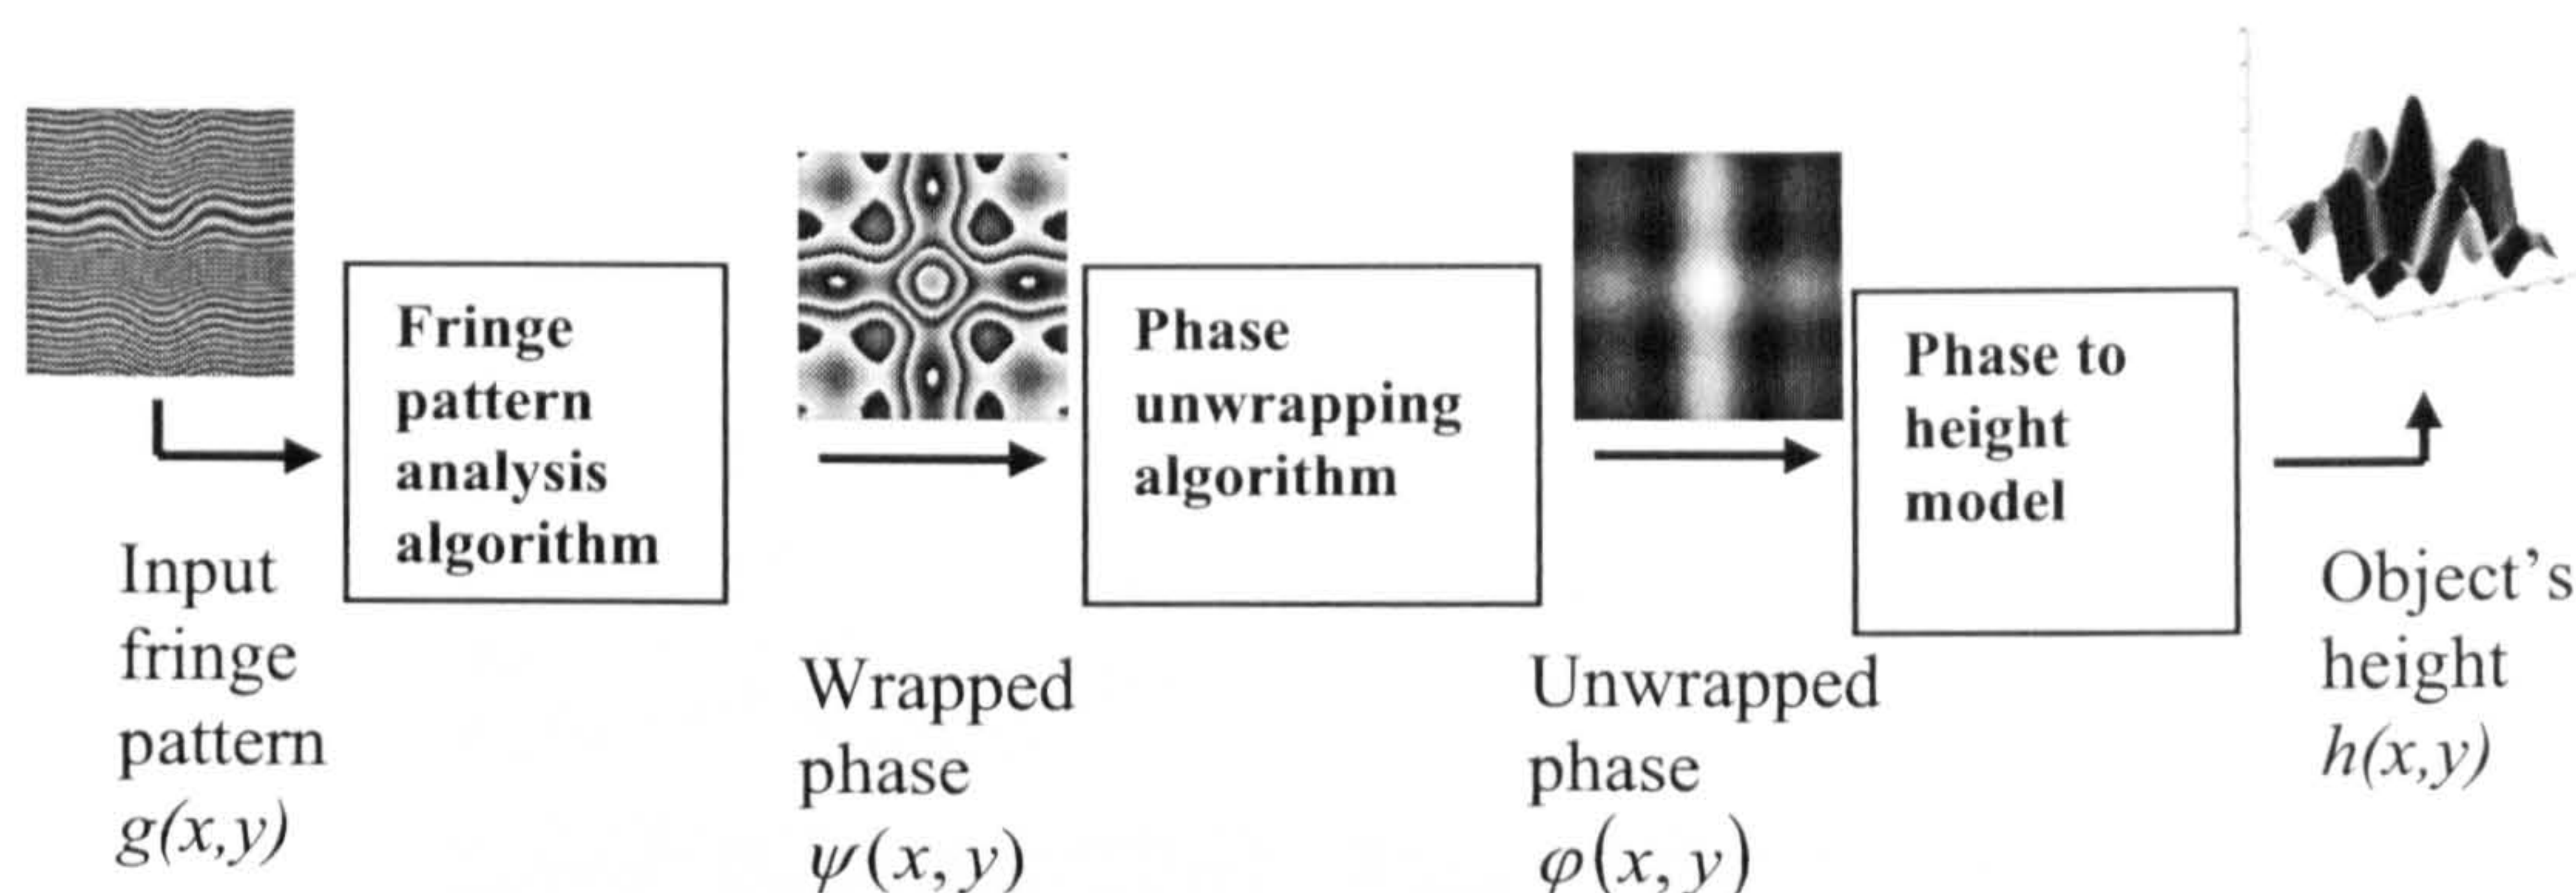 Fringe
pattern
analysis
algorithm
Phase
unwrapping
algorithm
Phase to
height
model
Input
fringe
pattern
g(x,y)
Wrapped
phase
ψ(x, y)
Unwrapped
phase
φ(x, y)
Object's
height
h(x,y)